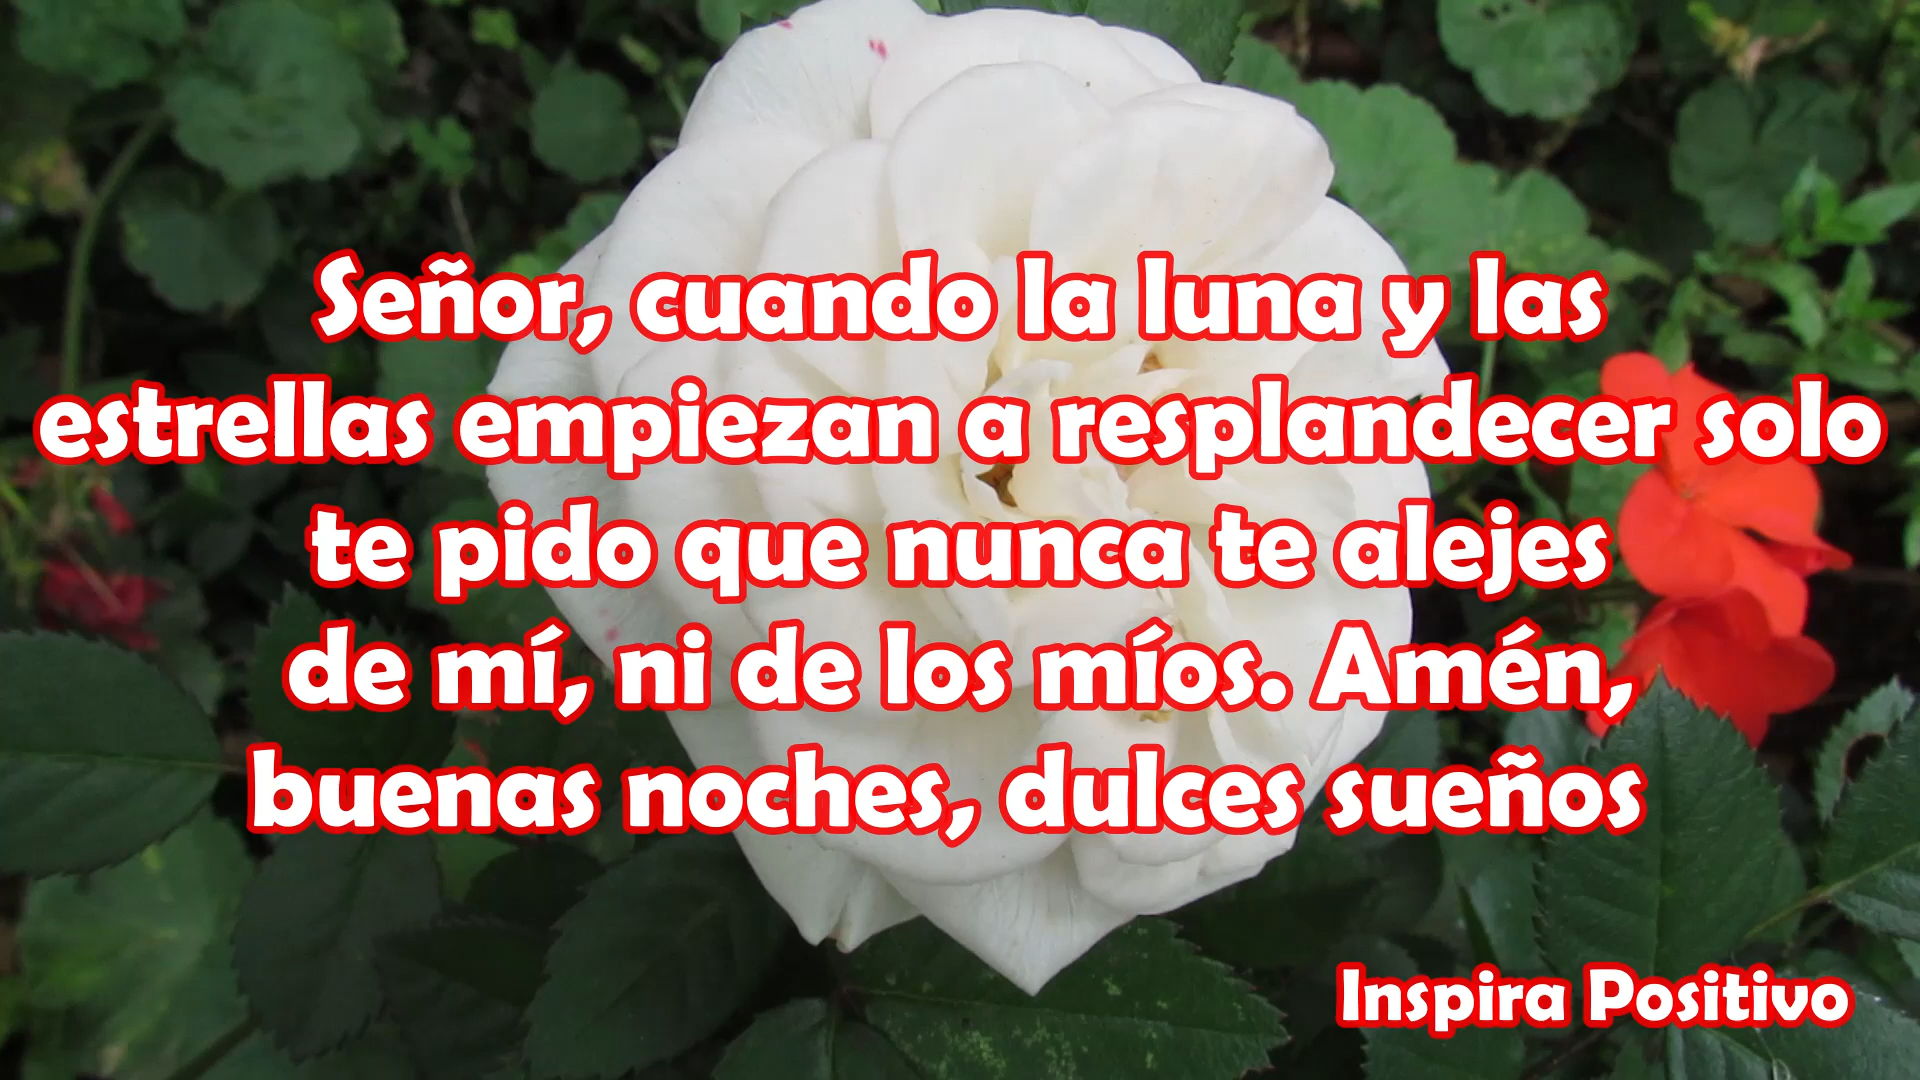 Señor, cuando la luna y las
estrellas empiezan a resplandecer solo
te pido que nunca te alejes
de mí, ni de los míos. Amén,
buenas noches, dulces sueños
Inspira Positivo